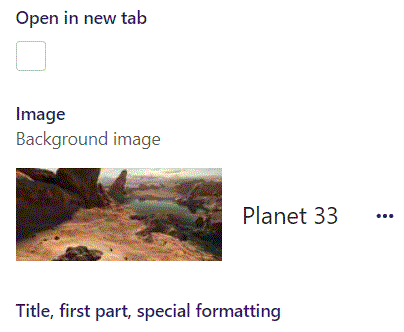 Open in new tab
Image
Background image
Planet 33
Title, first part, special formatting